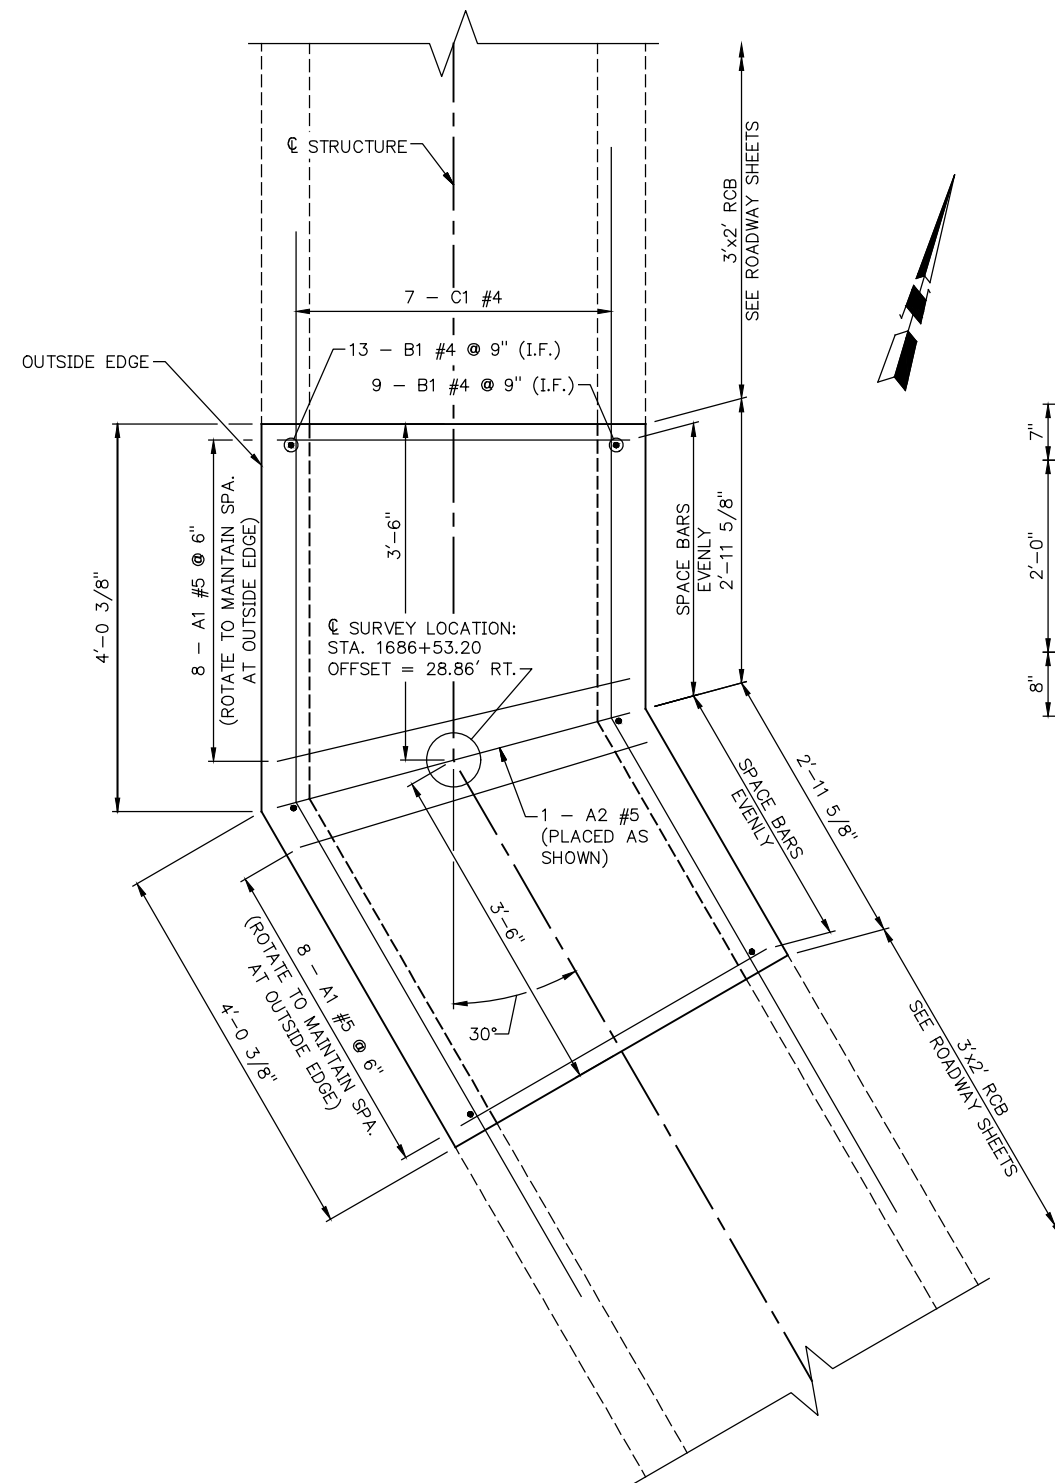 ℄ STRUCTURE
3'x2' RCB
SEE ROADWAY SHEETS
7 - C1 #4
13 - B1 #4 @ 9" (I.F.)
OUTSIDE EDGE
9 - B1 #4 @ 9" (I.F.)
7"
2'-0"
8"
4'-0 3/8"
8 - A1 #5 @ 6"
(ROTATE TO MAINTAIN SPA.
AT OUTSIDE EDGE)
3'-6"
SPACE BARS
EVENLY
2'-11 5/8"
℄ SURVEY LOCATION:
STA. 1686+53.20
OFFSET = 28.86' RT.
1 - A2 #5
(PLACED AS
SHOWN)
SPACE BARS
EVENLY
2'-11 5/8"
3'-6"
30°
8 - A1 #5 @ 6"
(ROTATE TO MAINTAIN SPA.
AT OUTSIDE EDGE)
4'-0 3/8"
3'x2' RCB
SEE ROADWAY SHEETS